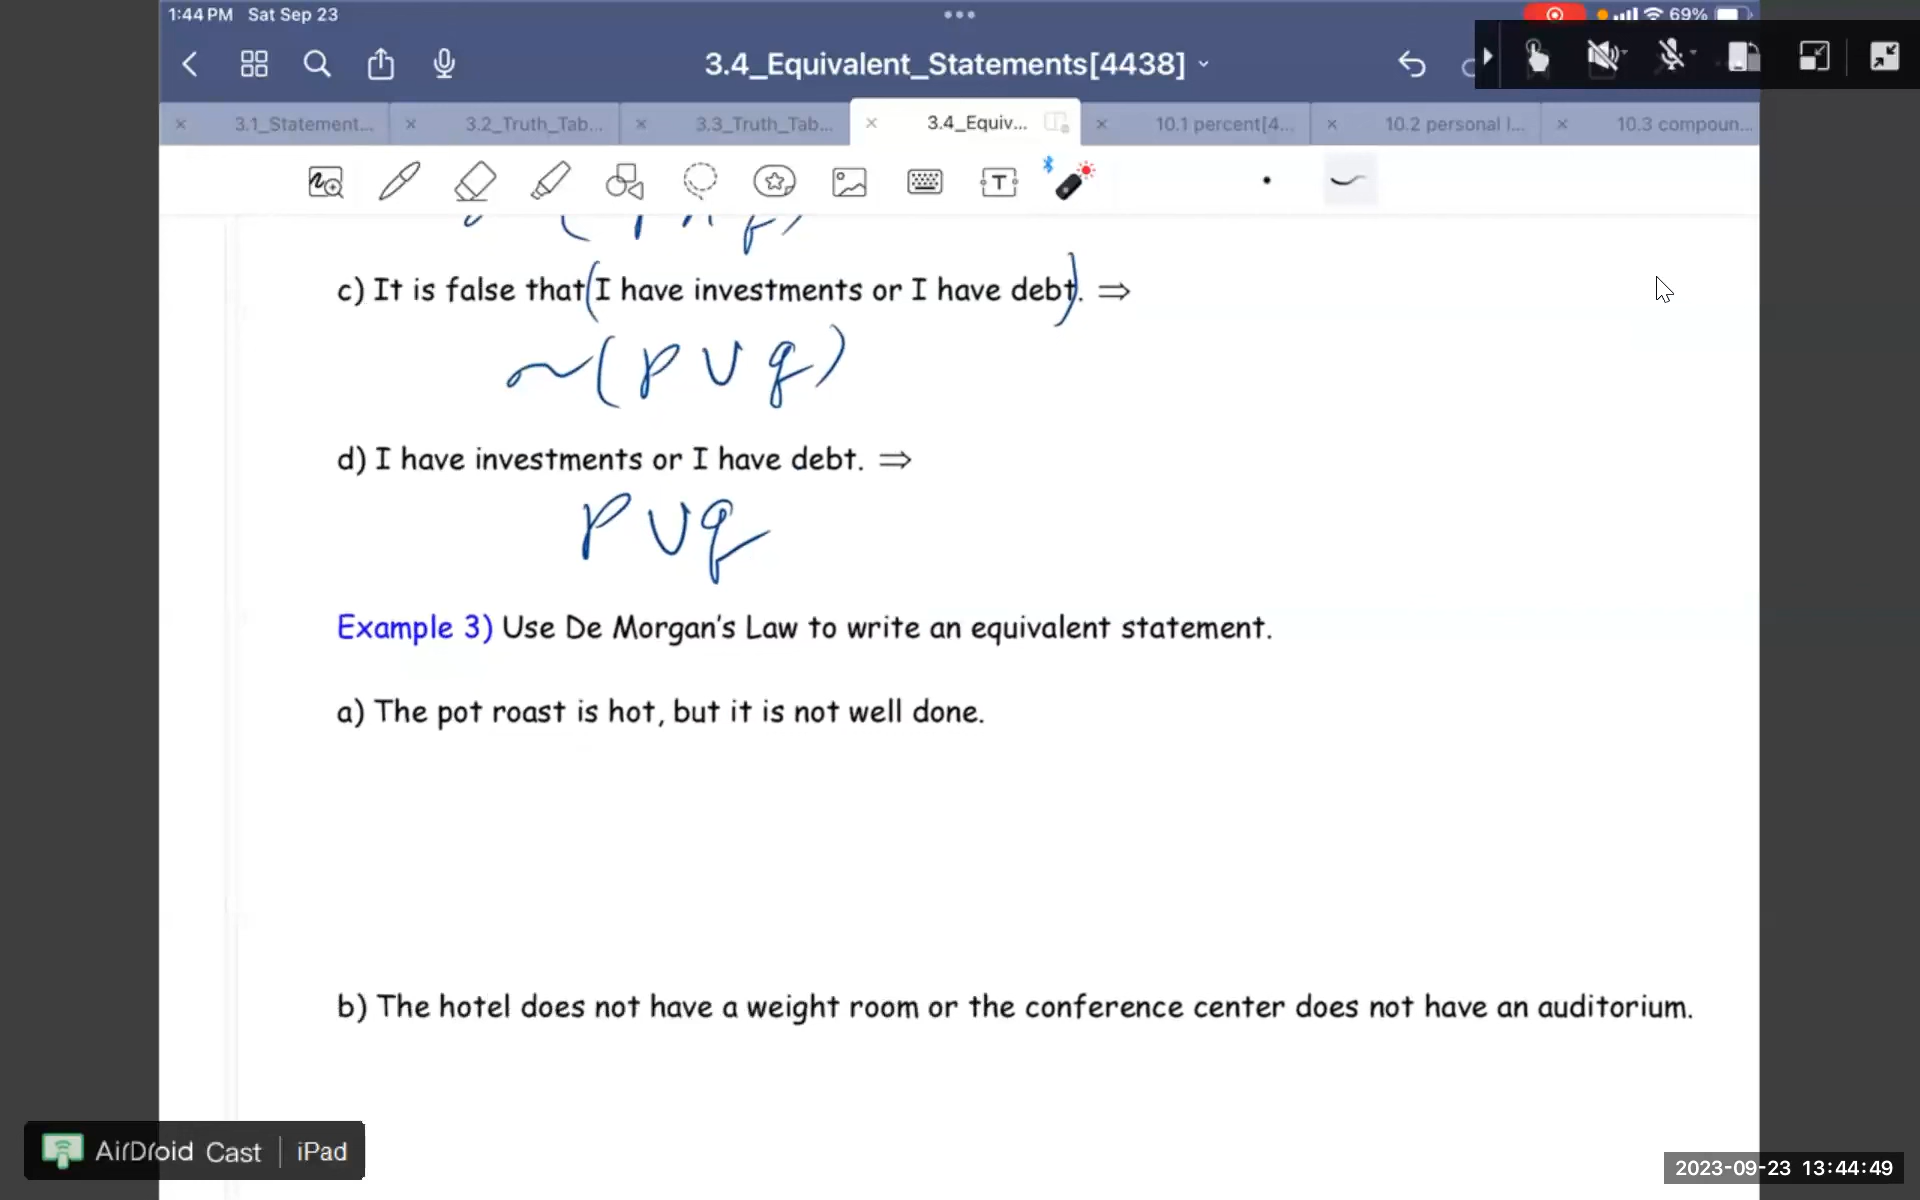 1:44 PM Sat Sep 23
69%
3.4_Equivalent_Statements[4438]
3.1_Statement... 3.2_Truth_Tab... 3.3_Truth_Tab... 3.4_Equiv... 10.1 percent[4... 10.2 personal l... 10.3 compoun...
~(p ∧ q)
c) It is false that (I have investments or I have debt). ⇒
~(p ∨ q)
d) I have investments or I have debt. ⇒
p ∨ q
Example 3) Use De Morgan's Law to write an equivalent statement.
a) The pot roast is hot, but it is not well done.
b) The hotel does not have a weight room or the conference center does not have an auditorium.
AirDroid Cast | iPad
2023-09-23 13:44:49